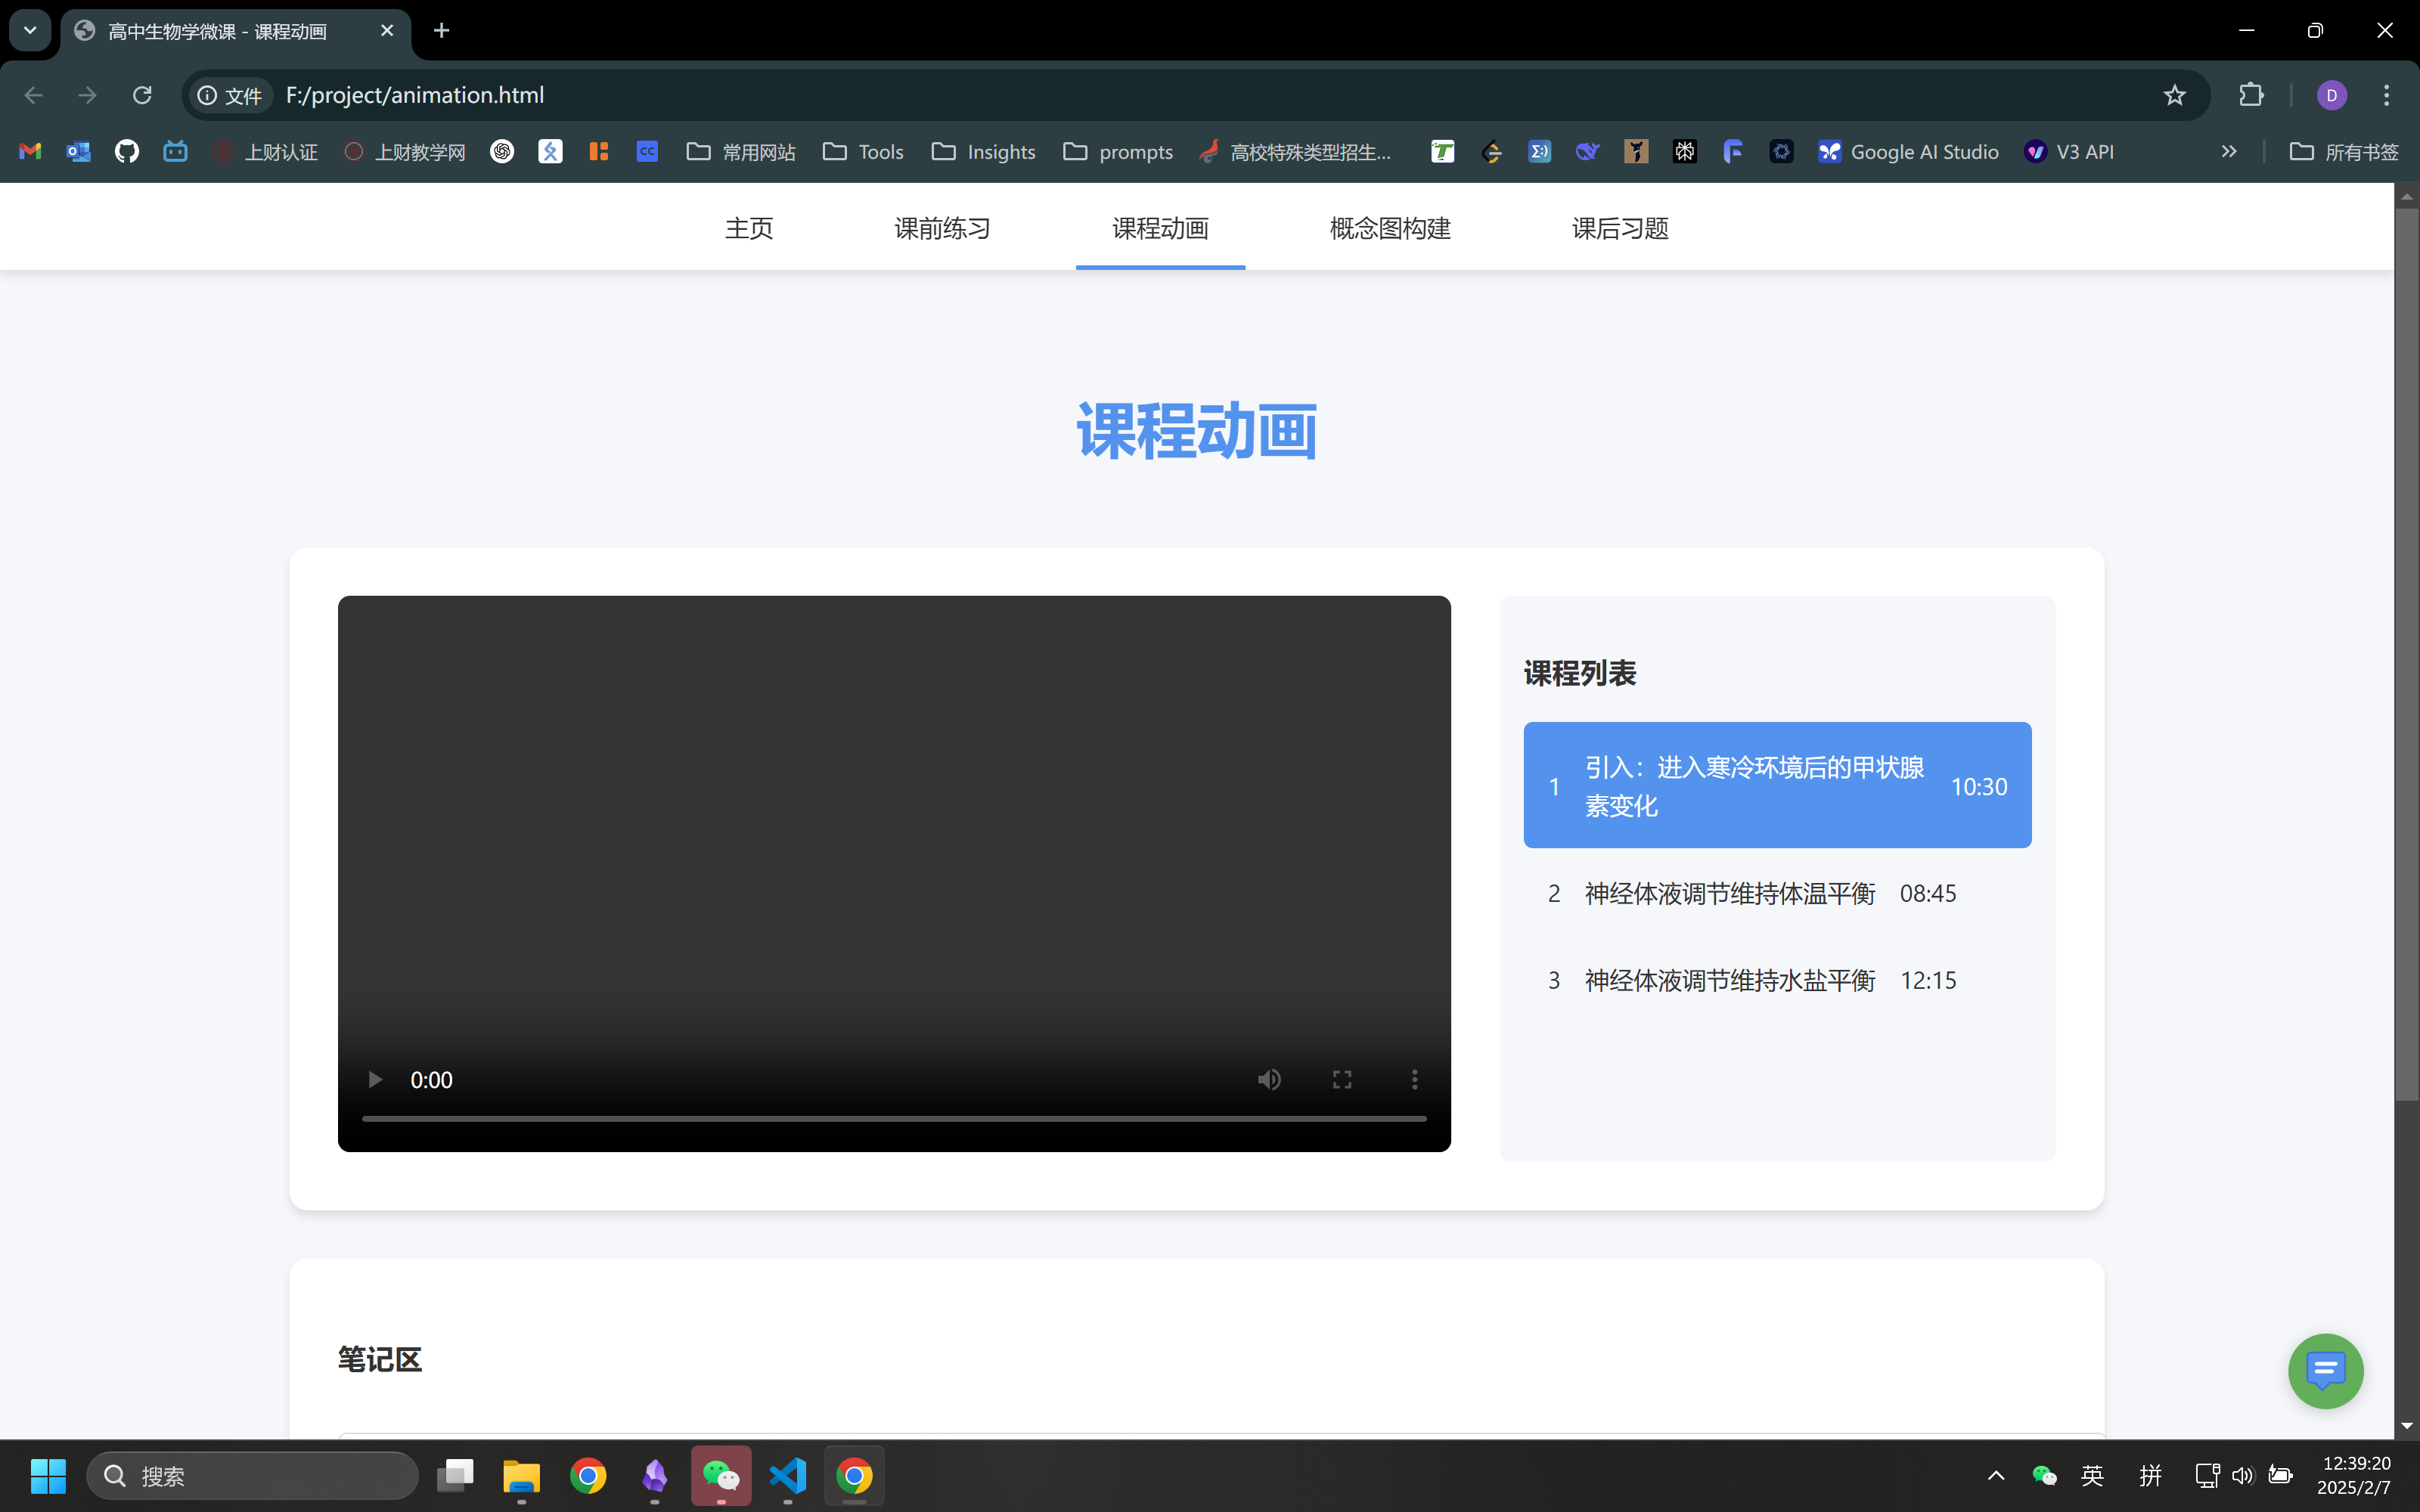 高中生物学微课 - 课程动画
文件
F:/project/animation.html
D
上财认证
上财教学网
CC
常用网站
Tools
Insights
prompts
高校特殊类型招生...
Google AI Studio
V3 API
所有书签
主页
课前练习
课程动画
概念图构建
课后习题
课程动画
课程列表
1
引入：进入寒冷环境后的甲状腺
素变化
10:30
2
神经体液调节维持体温平衡
08:45
3
神经体液调节维持水盐平衡
12:15
0:00
笔记区
搜索
英
拼
12:39:20
2025/2/7